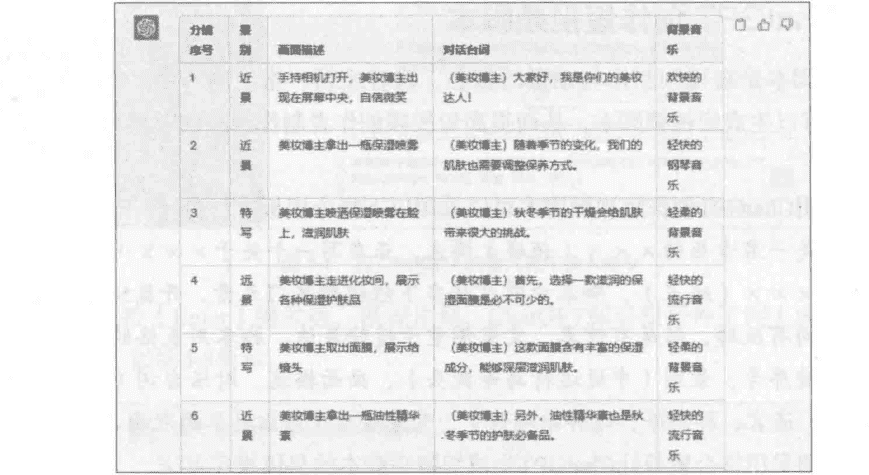 分镜 景 背景音
序号 别 画面描述 对话台词 乐
1 近 手持相机打开，美妆博主出 （美妆博主）大家好，我是你们的美妆 欢快的
景 现在屏幕中央，自信微笑 达人！ 背景音
乐
2 近 美妆博主拿出一瓶保湿喷雾 （美妆博主）随着季节的变化，我们的 轻快的
景 肌肤也需要调整保养方式。 钢琴音
乐
3 特 美妆博主喷洒保湿喷雾在脸 （美妆博主）秋冬季节的干燥会给肌肤 轻柔的
写 上，滋润肌肤 带来很大的挑战。 背景音
乐
4 远 美妆博主走进化妆间，展示 （美妆博主）首先，选择一款滋润的保 轻快的
景 各种保湿护肤品 湿面膜是必不可少的。 流行音
乐
5 特 美妆博主取出面膜，展示给 （美妆博主）这款面膜含有丰富的保湿 轻柔的
写 镜头 成分，能够深层滋润肌肤。 背景音
乐
6 近 美妆博主拿出一瓶油性精华 （美妆博主）另外，油性精华素也是秋 轻快的
景 素 冬季节的护肤必备品。 流行音
乐